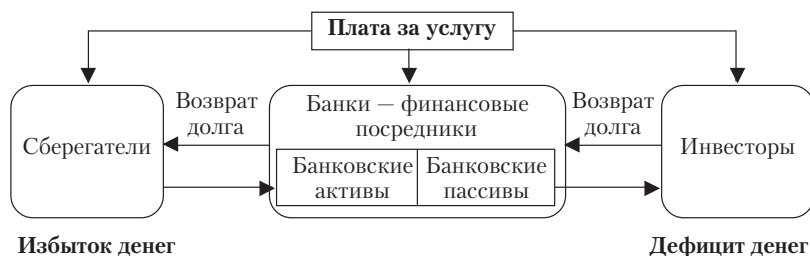 Плата за услугу
Возврат
долга
Банки — финансовые
посредники
Возврат
долга
Сберегатели
Инвесторы
Банковские
активы
Банковские
пассивы
Избыток денег
Дефицит денег